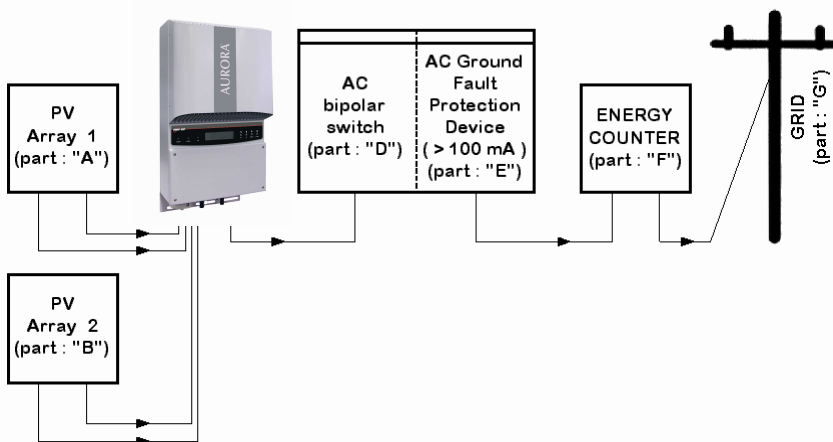 PV
Array 1
(part : "A")
AURORA
AC
bipolar
switch
(part : "D")
AC Ground
Fault
Protection
Device
( > 100 mA )
(part : "E")
ENERGY
COUNTER
(part : "F")
GRID
(part : "G")
PV
Array 2
(part : "B")